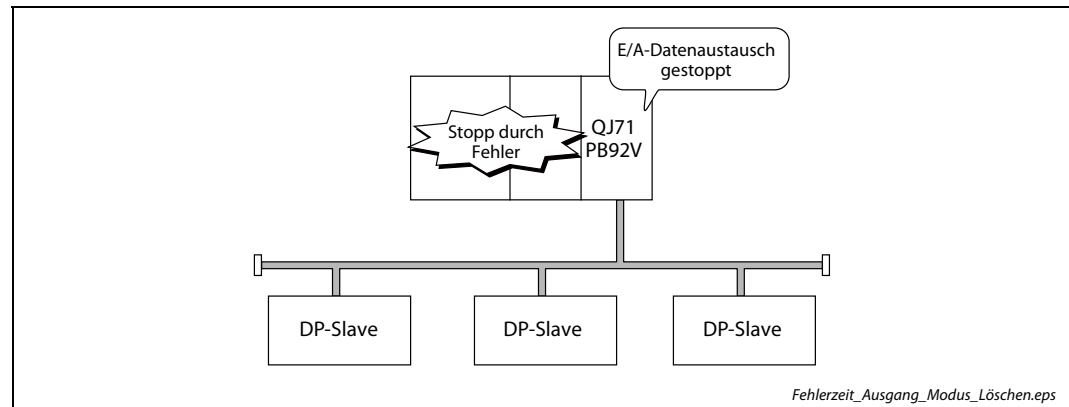 E/A-Datenaustausch
gestoppt
Stopp durch
Fehler
QJ71
PB92V
DP-Slave
DP-Slave
DP-Slave
Fehlerzeit_Ausgang_Modus_Löschen.eps